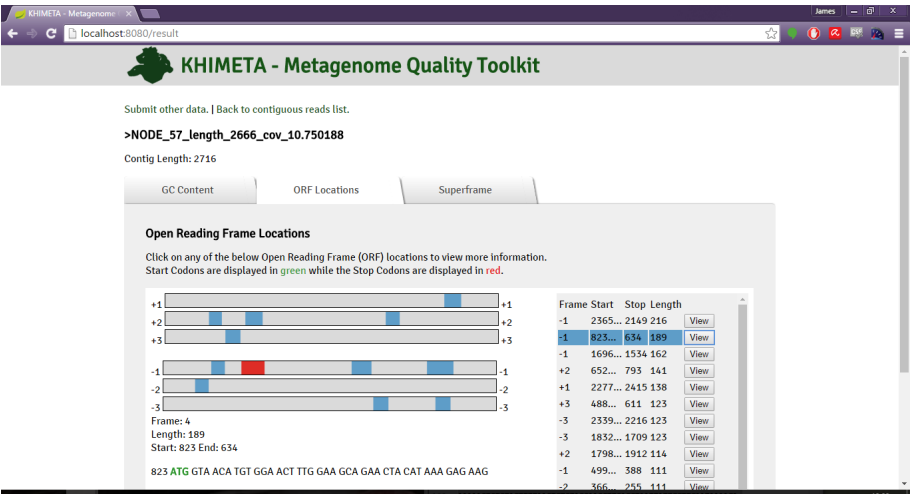 KHIMETA - Metagenome
James
localhost:8080/result
KHIMETA - Metagenome Quality Toolkit
Submit other data. | Back to contiguous reads list.
>NODE_57_length_2666_cov_10.750188
Contig Length: 2716
GC Content ORF Locations Superframe
Open Reading Frame Locations
Click on any of the below Open Reading Frame (ORF) locations to view more information.
Start Codons are displayed in green while the Stop Codons are displayed in red.
+1 +1
+2 +2
+3 +3
-1 -1
-2 -2
-3 -3
Frame: 4
Length: 189
Start: 823 End: 634
823 ATG GTA ACA TGT GGA ACT TTG GAA GCA GAA CTA CAT AAA GAG AAG
Frame Start Stop Length
-1 2365... 2149 216 View
-1 823... 634 189 View
-1 1696... 1534 162 View
+2 652... 793 141 View
+1 2277... 2415 138 View
+3 488... 611 123 View
-3 2339... 2216 123 View
-3 1832... 1709 123 View
+2 1798... 1912 114 View
-1 499... 388 111 View
-2 366... 255 111 View